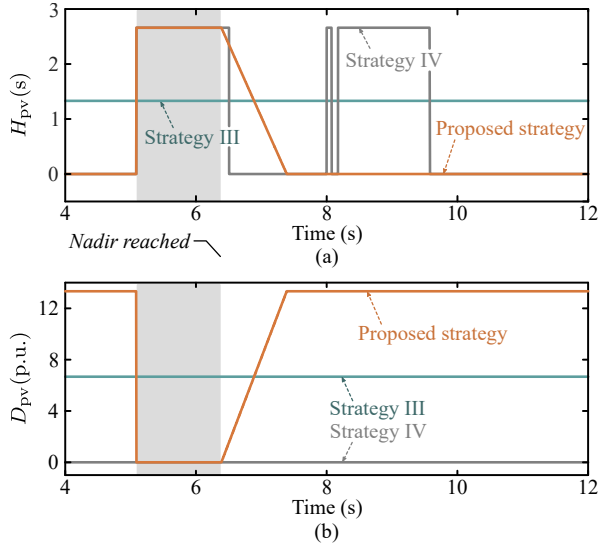 3
2
1
0
H_pv(s)
Strategy IV
Strategy III
Proposed strategy
4 6 8 10 12
Time (s)
Nadir reached
(a)
12
8
4
0
D_pv(p.u.)
Proposed strategy
Strategy III
Strategy IV
4 6 8 10 12
Time (s)
(b)